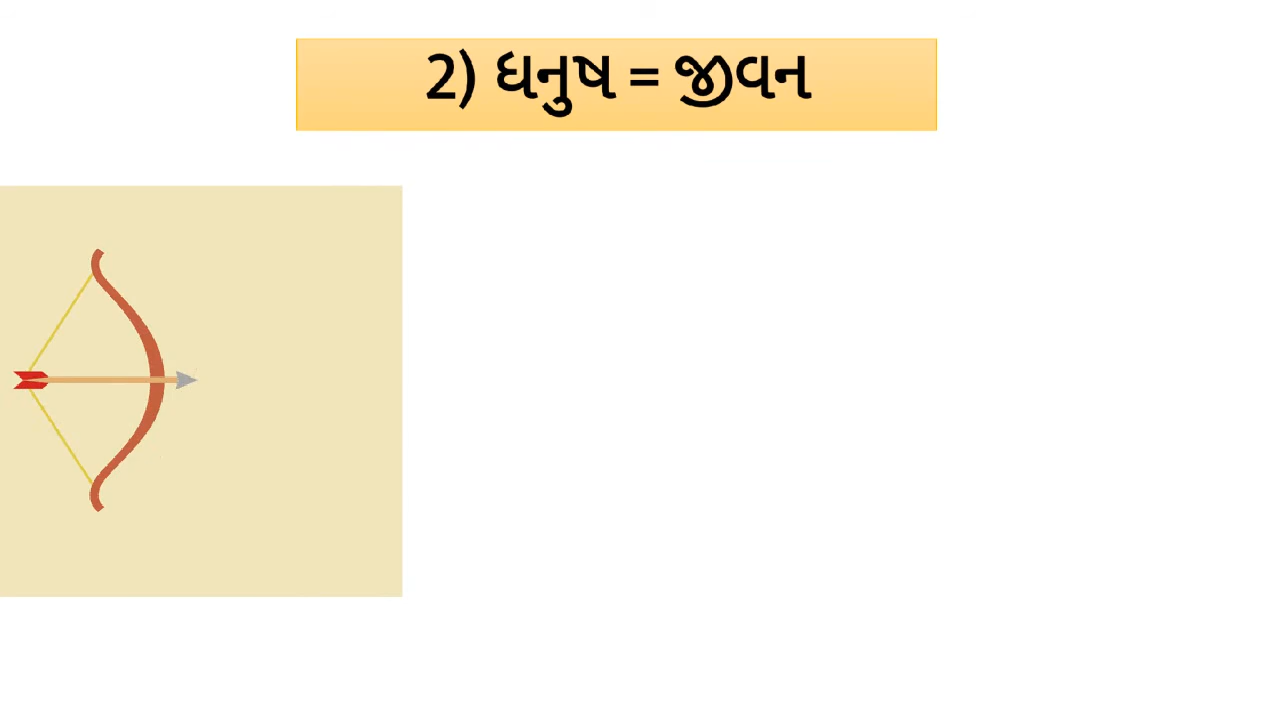 2) ધનુષ = જીવન